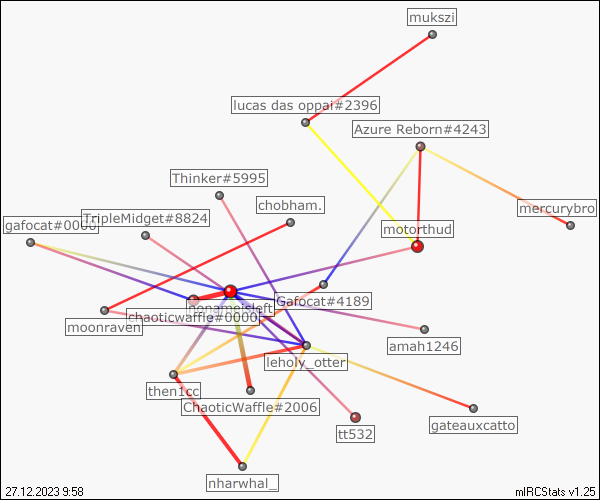 mukszi
lucas das oppai#2396
Azure Reborn#4243
Thinker#5995
chobham.
mercurybro
gafocat#0000
TripleMidget#8824
motorthud
Gafocat#4189
nonameisleft
chaoticwaffle#0000
moonraven
amah1246
leholy_otter
then1cc
ChaoticWaffle#2006
gateauxcatto
tt532
nharwhal_
27.12.2023 9:58
mIRCStats v1.25